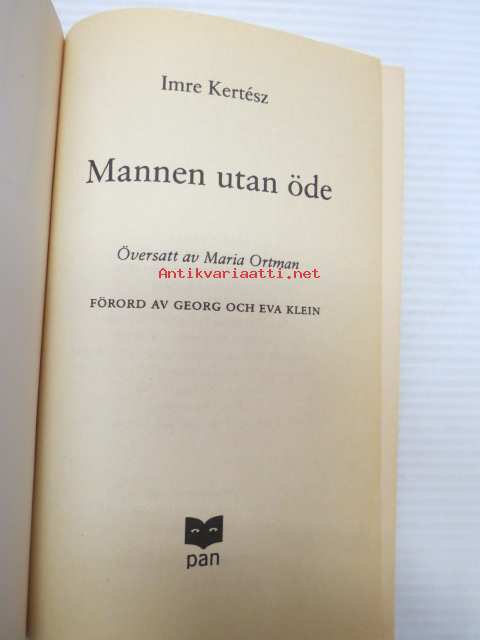 Imre Kertész
Mannen utan öde
Översatt av Maria Ortman
Antikvariaatti.net
FÖRORD AV GEORG OCH EVA KLEIN
pan